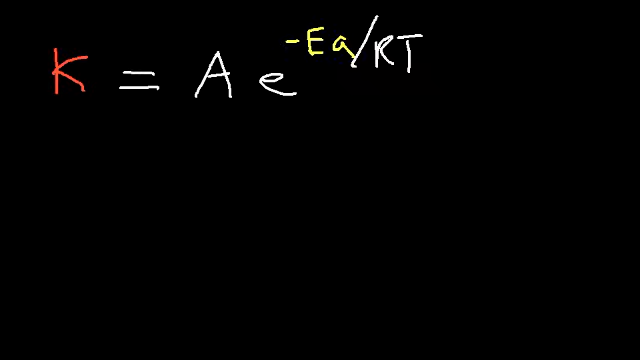 K = A e^{-Ea/RT}